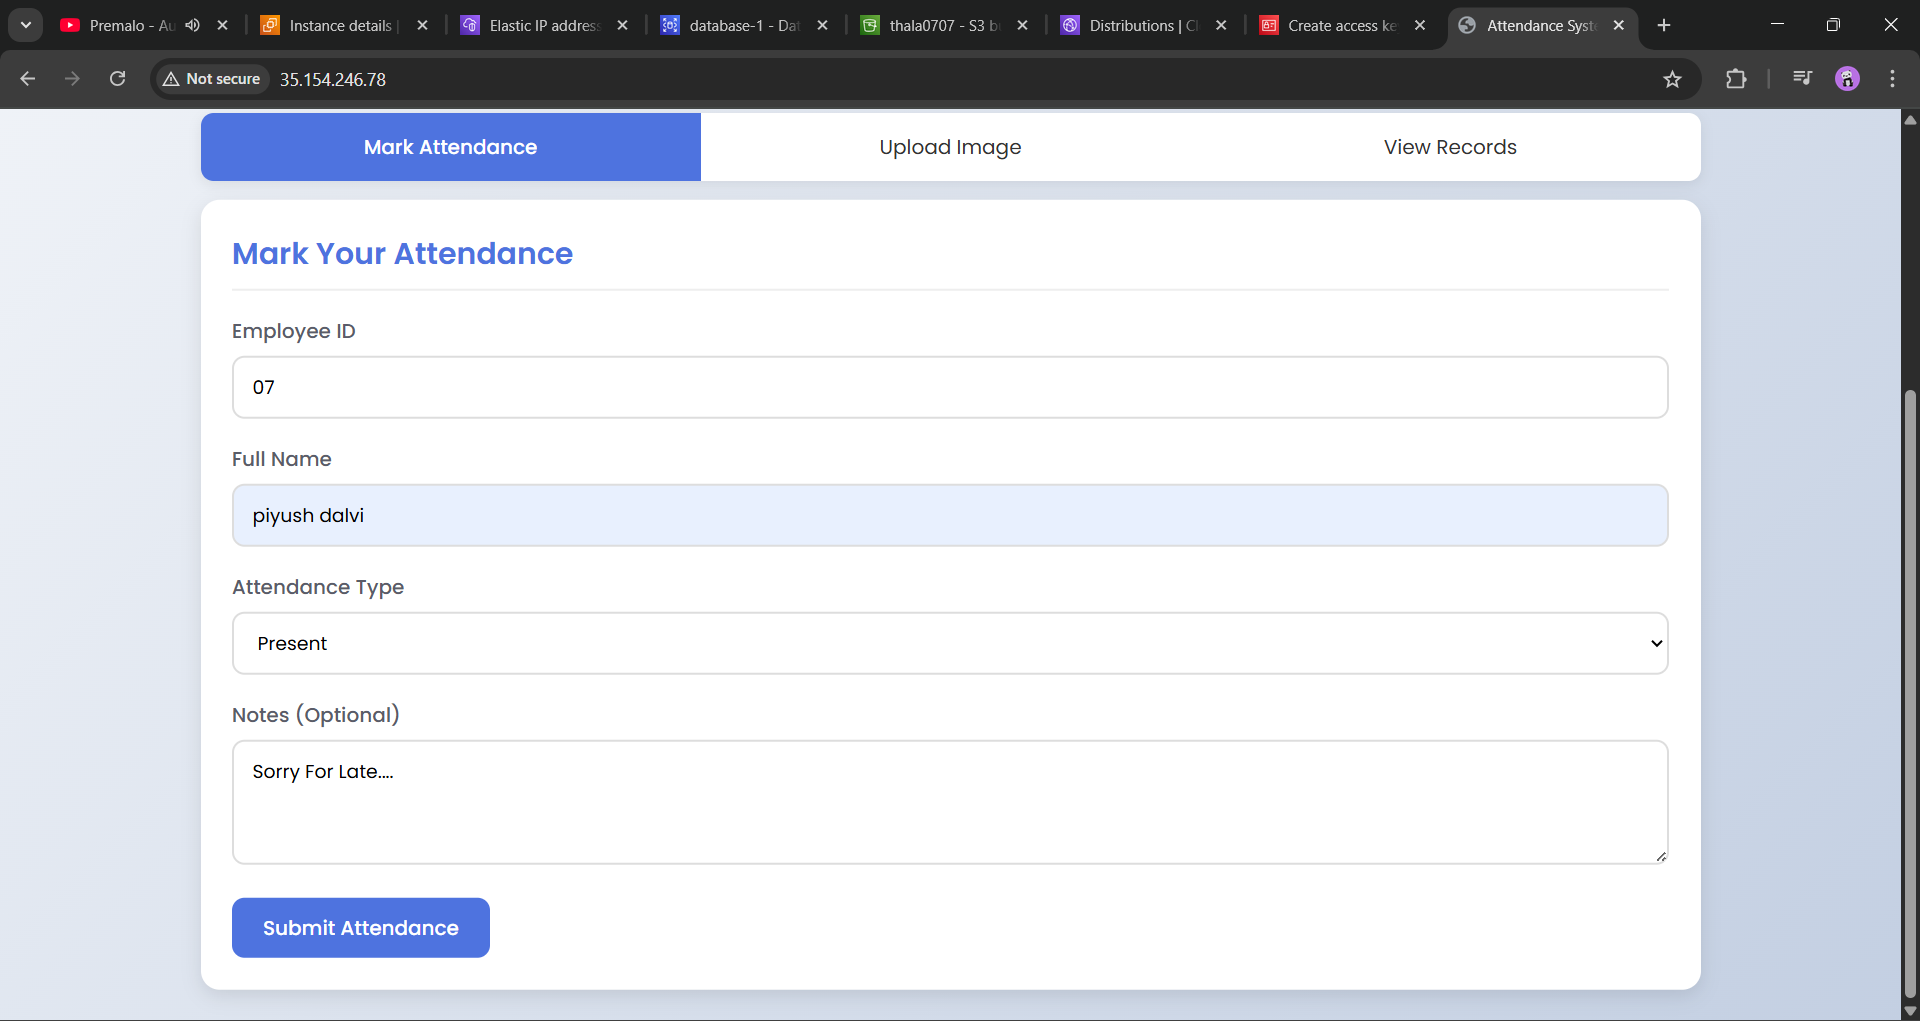 Premalo - Au
Instance details |
Elastic IP address
database-1 - Dat
thala0707 - S3 b
Distributions | Cl
Create access ke
Attendance Syst
Not secure
35.154.246.78
Mark Attendance
Upload Image
View Records
Mark Your Attendance
Employee ID
07
Full Name
piyush dalvi
Attendance Type
Present
Notes (Optional)
Sorry For Late....
Submit Attendance